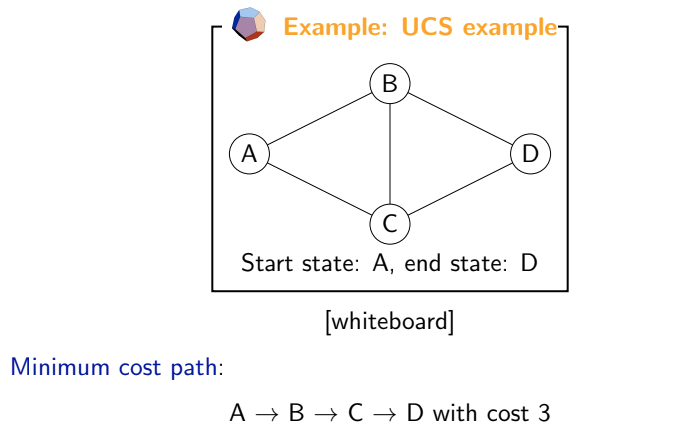 Example: UCS example
B
A
D
C
Start state: A, end state: D
[whiteboard]
Minimum cost path:
A → B → C → D with cost 3